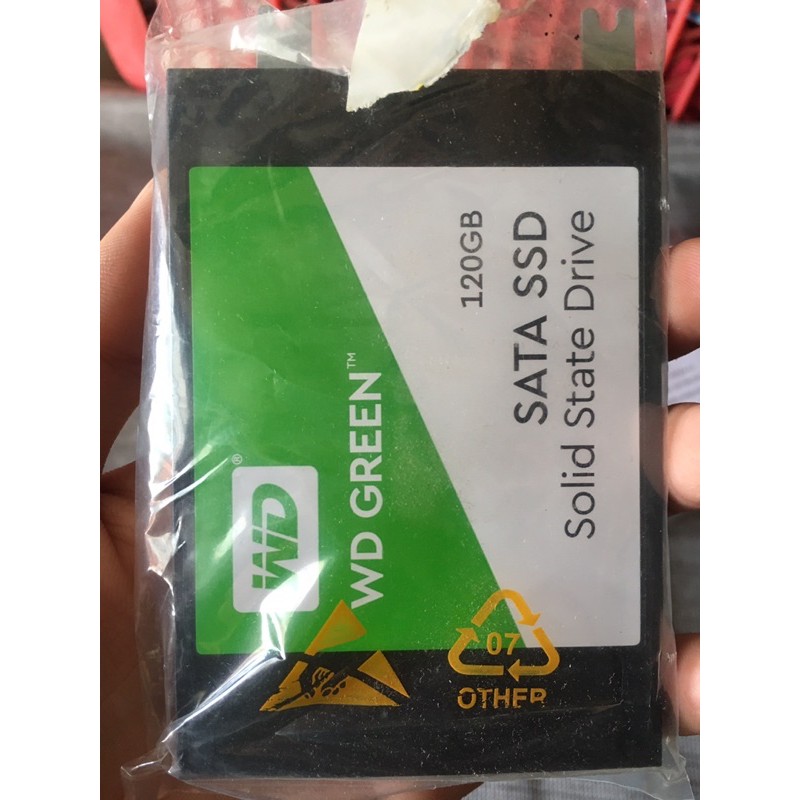 WD®
WD GREEN™
120GB
SATA SSD
Solid State Drive
07
OTHER